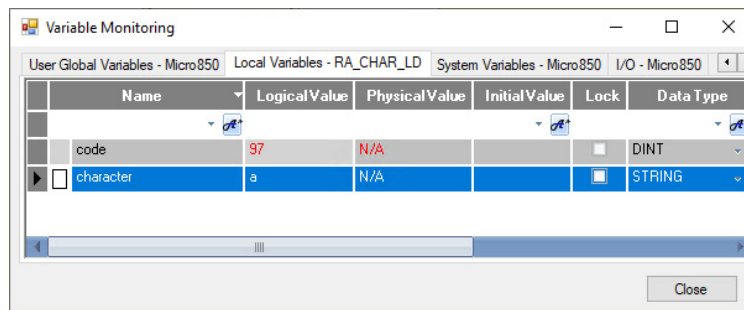 Variable Monitoring
User Global Variables - Micro850 Local Variables - RA_CHAR_LD System Variables - Micro850 I/O - Micro850
Name Logical Value Physical Value Initial Value Lock Data Type
code 97 N/A DINT
character a N/A STRING
Close